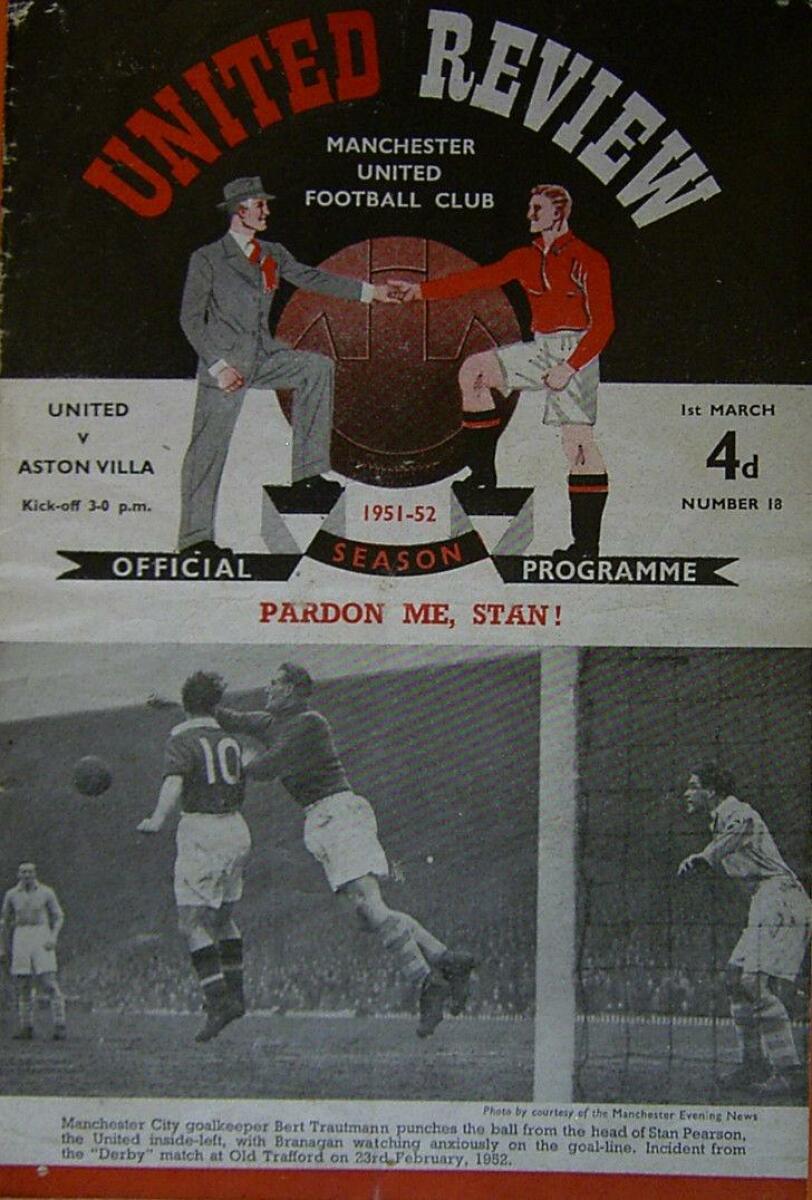 UNITED REVIEW
MANCHESTER
UNITED
FOOTBALL CLUB
UNITED
V
ASTON VILLA
Kick-off 3-0 p.m.
1st MARCH
4d
NUMBER 18
1951-52
SEASON
OFFICIAL
PROGRAMME
PARDON ME, STAN!
10
Photo by courtesy of the Manchester Evening News
Manchester City goalkeeper Bert Trautmann punches the ball from the head of Stan Pearson,
the United inside-left, with Branagan watching anxiously on the goal-line. Incident from
the "Derby" match at Old Trafford on 23rd February, 1952.